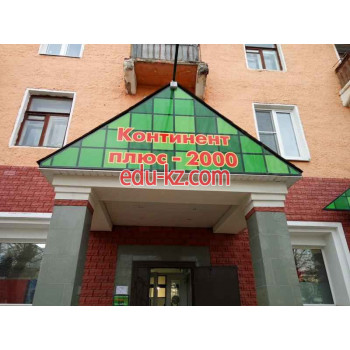 Континент
плюс - 2000
edu-kz.com